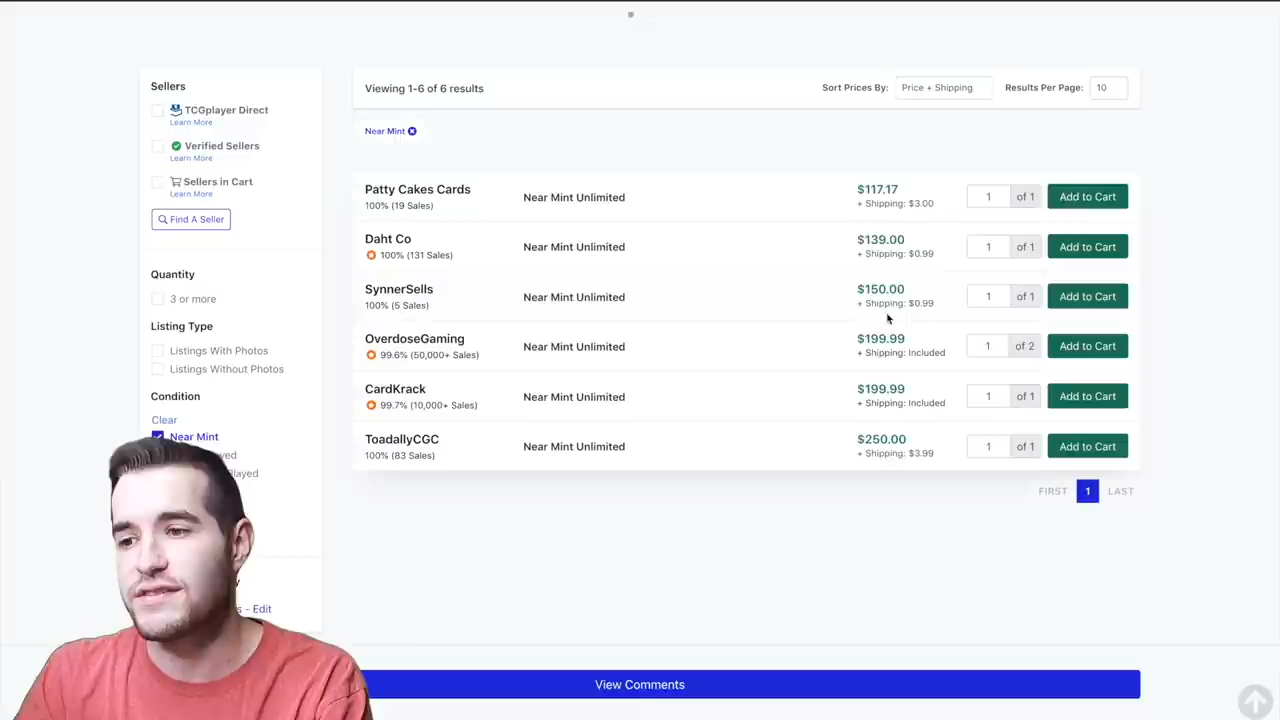 Sellers
TCGplayer Direct
Learn More
Verified Sellers
Learn More
Sellers in Cart
Learn More
Find A Seller
Quantity
3 or more
Listing Type
Listings With Photos
Listings Without Photos
Condition
Clear
Near Mint
- Edit
Viewing 1-6 of 6 results
Sort Prices By: Price + Shipping Results Per Page: 10
Near Mint
Patty Cakes Cards
100% (19 Sales)
Near Mint Unlimited
$117.17
+ Shipping: $3.00
1 of 1 Add to Cart
Daht Co
100% (131 Sales)
Near Mint Unlimited
$139.00
+ Shipping: $0.99
1 of 1 Add to Cart
SynnerSells
100% (5 Sales)
Near Mint Unlimited
$150.00
+ Shipping: $0.99
1 of 1 Add to Cart
OverdoseGaming
99.6% (50,000+ Sales)
Near Mint Unlimited
$199.99
+ Shipping: Included
1 of 2 Add to Cart
CardKrack
99.7% (10,000+ Sales)
Near Mint Unlimited
$199.99
+ Shipping: Included
1 of 1 Add to Cart
ToadallyCGC
100% (83 Sales)
Near Mint Unlimited
$250.00
+ Shipping: $3.99
1 of 1 Add to Cart
FIRST 1 LAST
View Comments